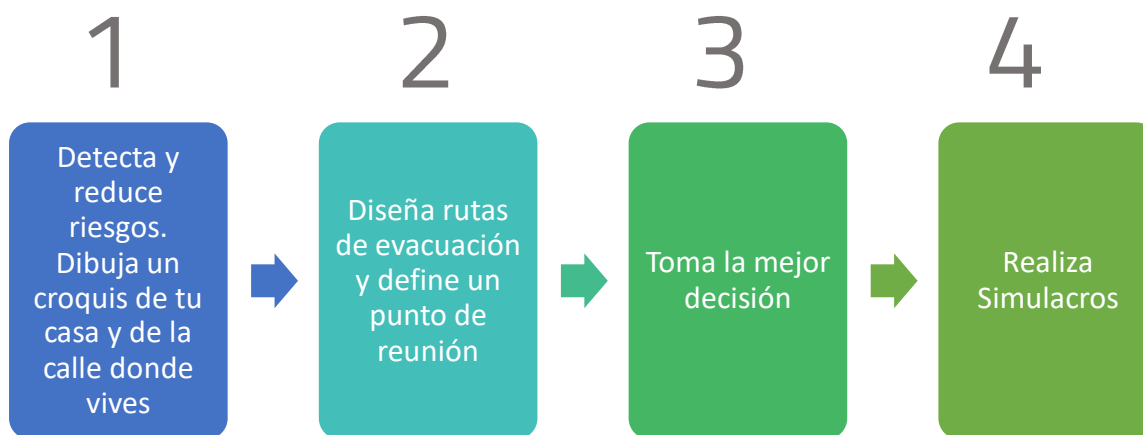 1
2
3
4
Detecta y
reduce
riesgos.
Dibuja un
croquis de tu
casa y de la
calle donde
vives
Diseña rutas
de evacuación
y define un
punto de
reunión
Toma la mejor
decisión
Realiza
Simulacros